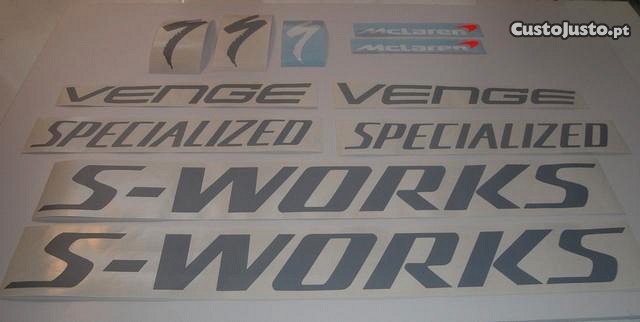 CustoJusto.pt
McLaren
McLaren
VENGE VENGE
SPECIALIZED SPECIALIZED
S-WORKS
S-WORKS